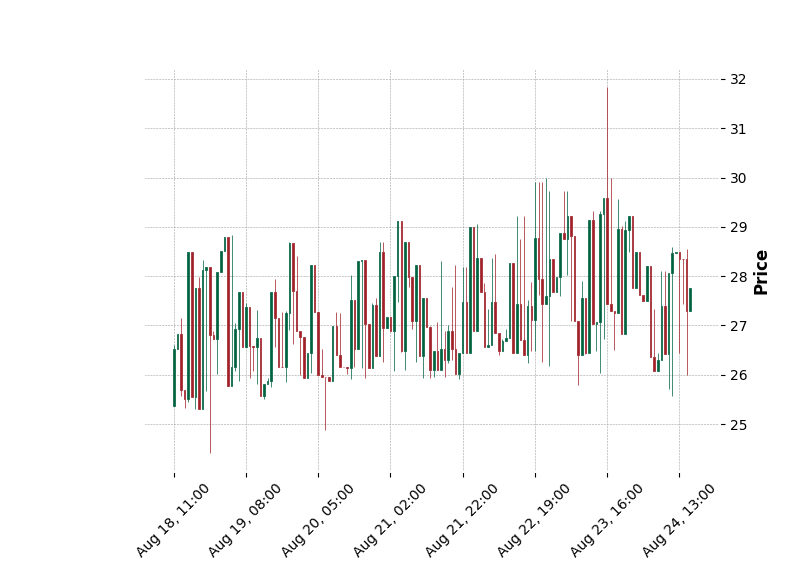 32
31
30
29
28
27
26
25
Price
Aug 18, 11:00
Aug 19, 08:00
Aug 20, 05:00
Aug 21, 02:00
Aug 21, 22:00
Aug 22, 19:00
Aug 23, 16:00
Aug 24, 13:00